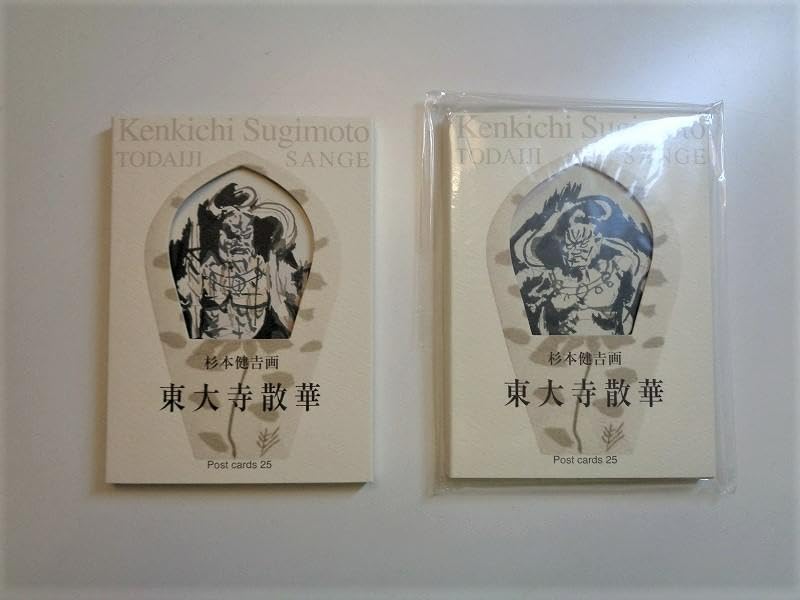 Kenkichi Sugimoto
TODAIJI SANGE
杉本健吉画
東大寺散華
Post cards 25
Kenkichi Sugimoto
TODAIJI SANGE
杉本健吉画
東大寺散華
Post cards 25